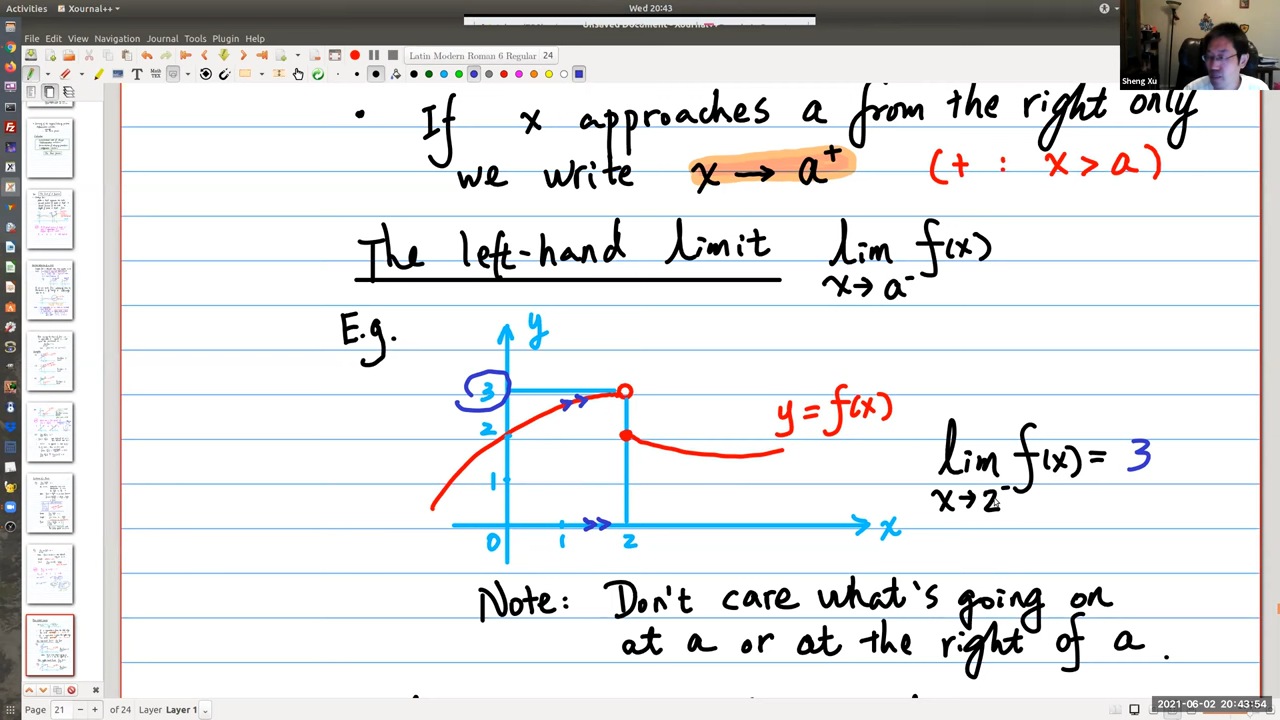 Activities
Xournal++
Wed 20:43
Unsaved Document - Xournal++
File Edit View Navigation Journal Tools Plugin Help
Latin Modern Roman 6 Regular 24
Sheng Xu
• If x approaches a from the right only
we write x → a⁺ (+ : x > a)
The left-hand limit lim f(x)
x → a⁻
E.g.
y
3
2
1
0 1 2 x
y = f(x)
lim f(x) = 3
x → 2⁻
Note: Don't care what's going on
at a or at the right of a .
Page 21 of 24 Layer Layer 1
2021-06-02 20:43:54